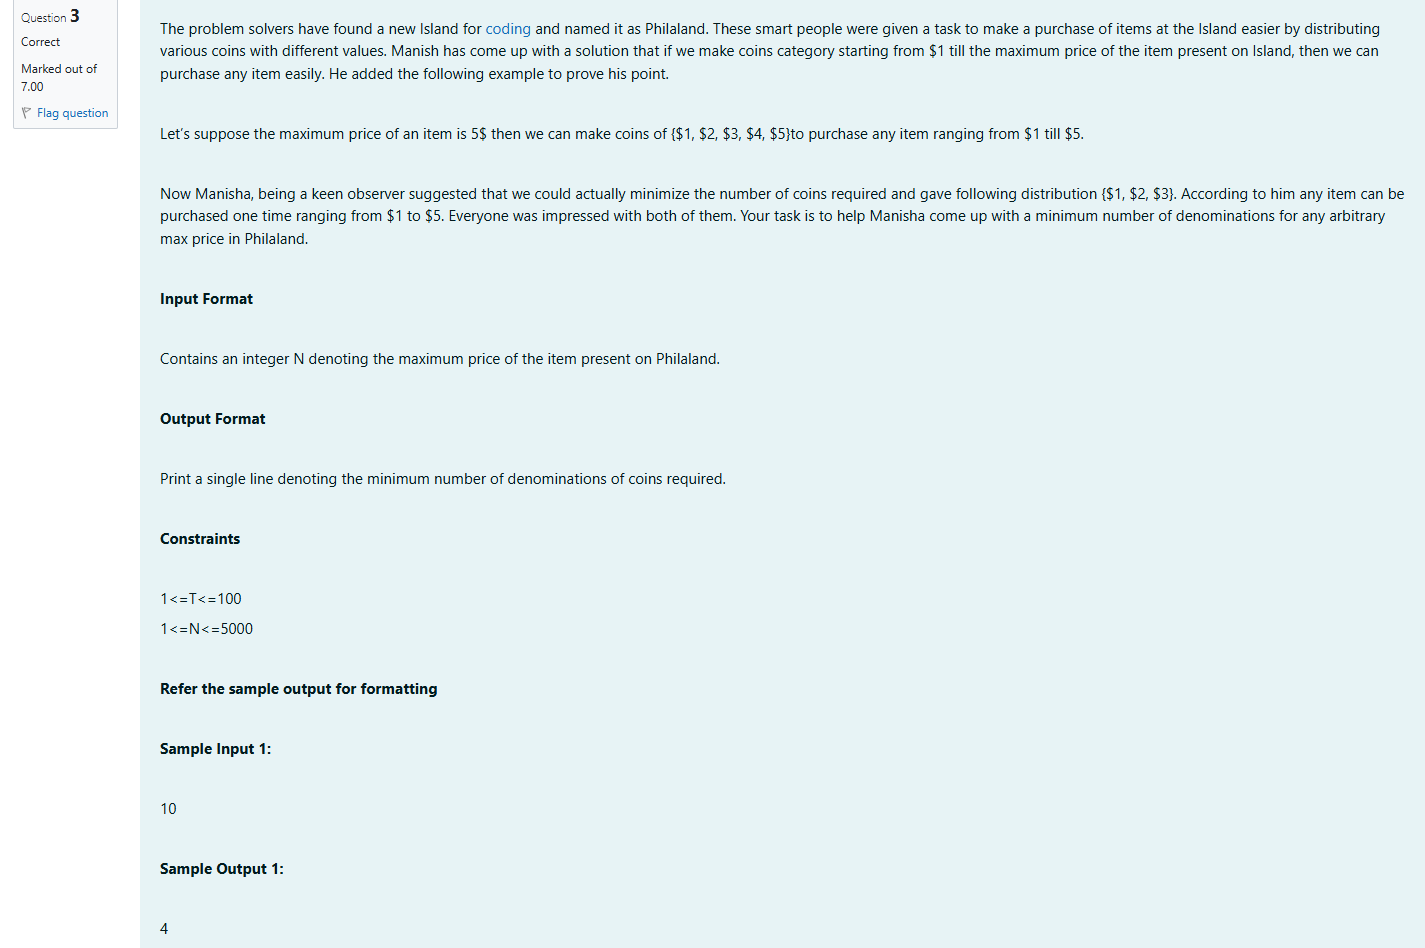 Question 3
Correct
Marked out of
7.00
Flag question
The problem solvers have found a new Island for coding and named it as Philaland. These smart people were given a task to make a purchase of items at the Island easier by distributing
various coins with different values. Manish has come up with a solution that if we make coins category starting from $1 till the maximum price of the item present on Island, then we can
purchase any item easily. He added the following example to prove his point.
Let's suppose the maximum price of an item is 5$ then we can make coins of {$1, $2, $3, $4, $5}to purchase any item ranging from $1 till $5.
Now Manisha, being a keen observer suggested that we could actually minimize the number of coins required and gave following distribution {$1, $2, $3}. According to him any item can be
purchased one time ranging from $1 to $5. Everyone was impressed with both of them. Your task is to help Manisha come up with a minimum number of denominations for any arbitrary
max price in Philaland.
Input Format
Contains an integer N denoting the maximum price of the item present on Philaland.
Output Format
Print a single line denoting the minimum number of denominations of coins required.
Constraints
1<=T<=100
1<=N<=5000
Refer the sample output for formatting
Sample Input 1:
10
Sample Output 1:
4